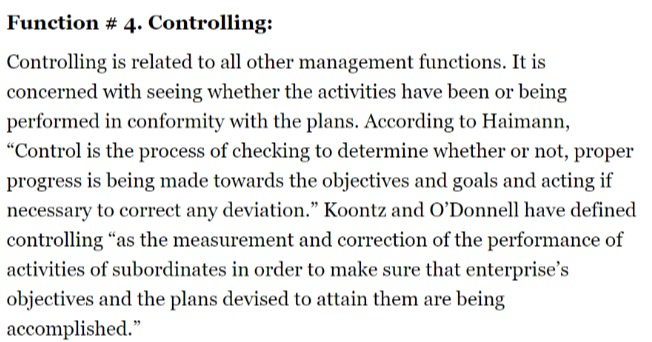 Function # 4. Controlling:
Controlling is related to all other management functions. It is
concerned with seeing whether the activities have been or being
performed in conformity with the plans. According to Haimann,
“Control is the process of checking to determine whether or not, proper
progress is being made towards the objectives and goals and acting if
necessary to correct any deviation.” Koontz and O’Donnell have defined
controlling “as the measurement and correction of the performance of
activities of subordinates in order to make sure that enterprise’s
objectives and the plans devised to attain them are being
accomplished.”